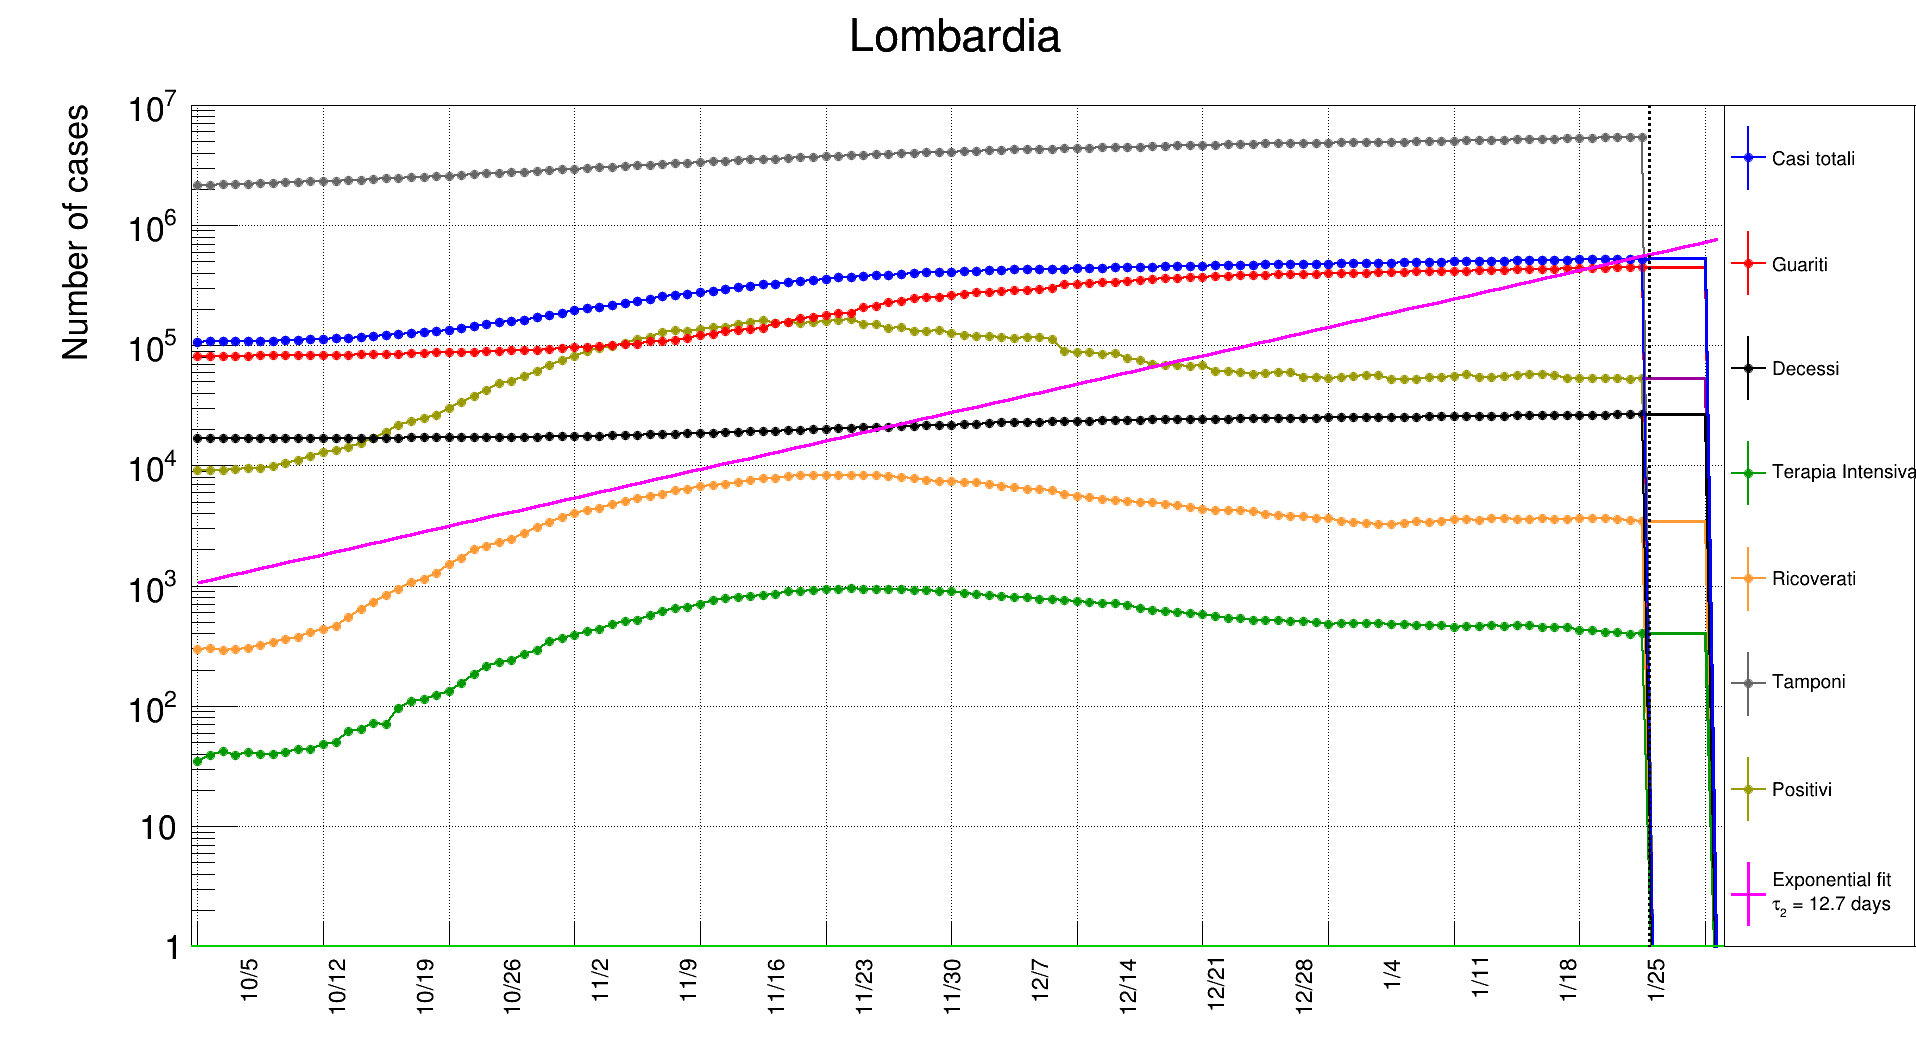 Lombardia
Number of cases
10^7
10^6
10^5
10^4
10^3
10^2
10
1
10/5
10/12
10/19
10/26
11/2
11/9
11/16
11/23
11/30
12/7
12/14
12/21
12/28
1/4
1/11
1/18
1/25
Casi totali
Guariti
Decessi
Terapia Intensiva
Ricoverati
Tamponi
Positivi
Exponential fit
τ_2 = 12.7 days